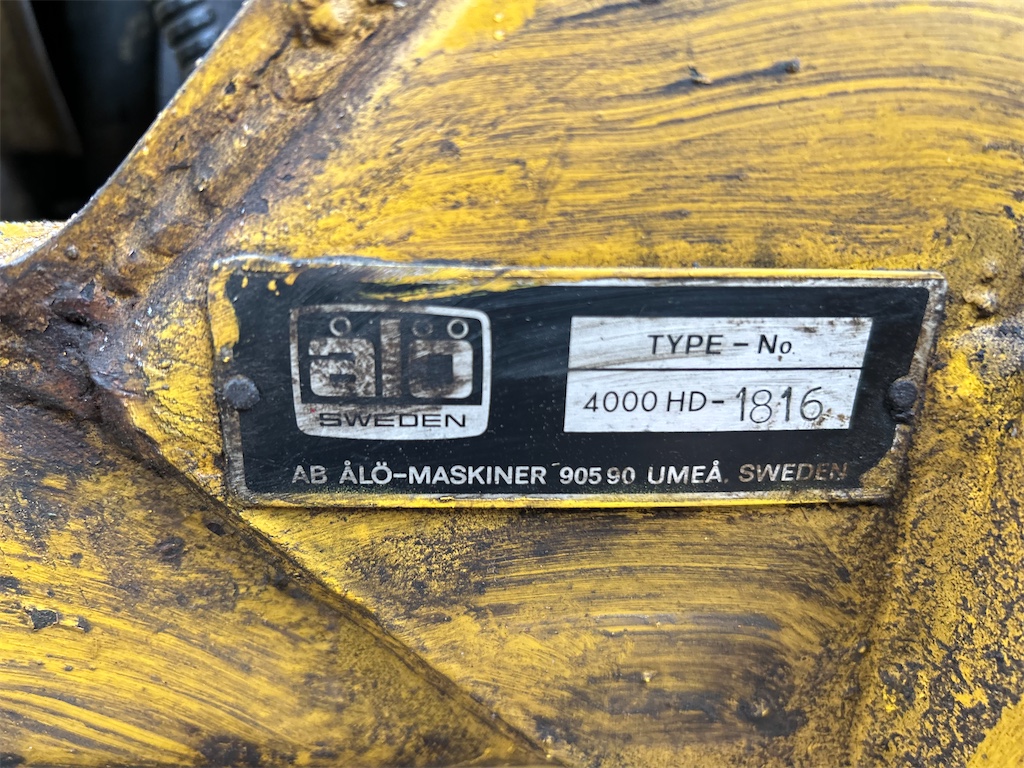 ålö
SWEDEN
TYPE – No.
4000 HD – 1816
AB ÅLÖ-MASKINER 905 90 UMEÅ. SWEDEN